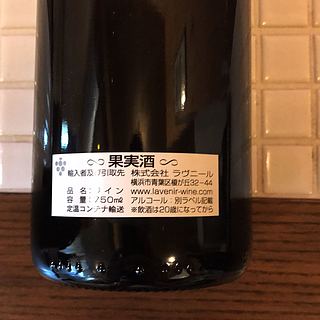 果実酒
輸入者及び引取先 株式会社 ラヴニール
横浜市青葉区榎が丘32-44
品名:ワイン www.lavenir-wine.com
容量:750mℓ アルコール:別ラベル記載
定温コンテナ輸送 ※飲酒は20歳になってから